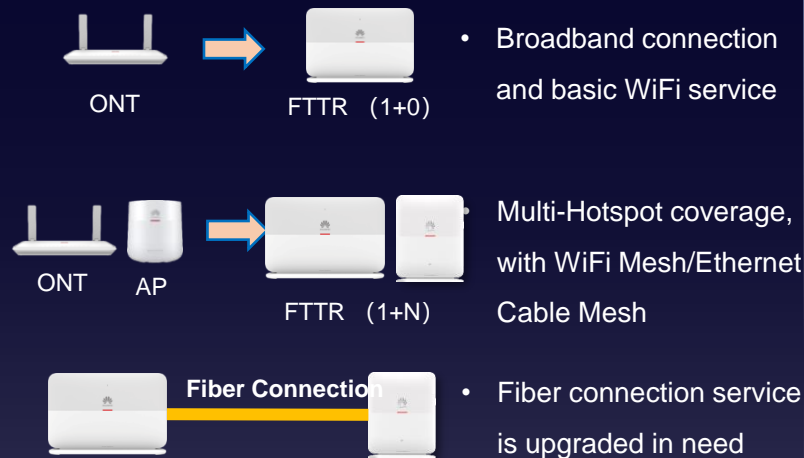 • Broadband connection
and basic WiFi service
ONT
FTTR （1+0）
• Multi-Hotspot coverage,
with WiFi Mesh/Ethernet
Cable Mesh
ONT
AP
FTTR （1+N）
Fiber Connection
• Fiber connection service
is upgraded in need